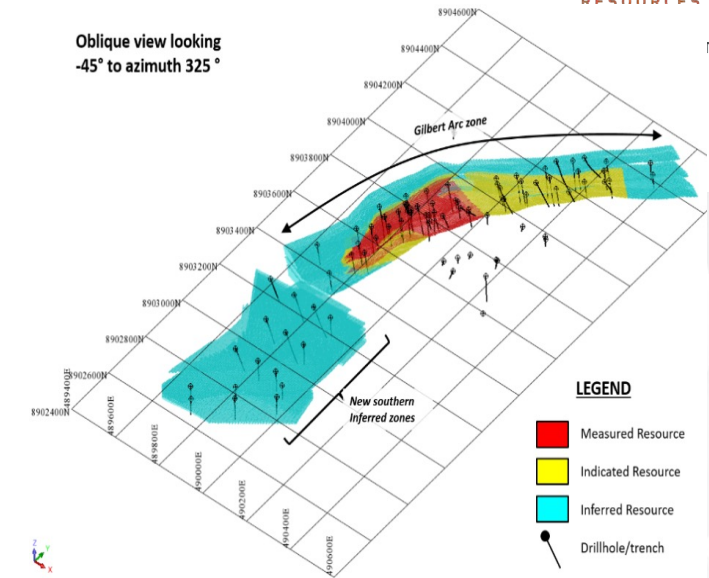 RESOURCES
Oblique view looking
-45° to azimuth 325 °
8904600N
8904400N
8904200N
8904000N
8903800N
8903600N
8903400N
8903200N
8903000N
8902800N
8902600N
8902400N
Gilbert Arc zone
New southern
Inferred zones
489400E
489600E
489800E
490000E
490200E
490400E
490600E
LEGEND
Measured Resource
Indicated Resource
Inferred Resource
Drillhole/trench
Z
Y
X